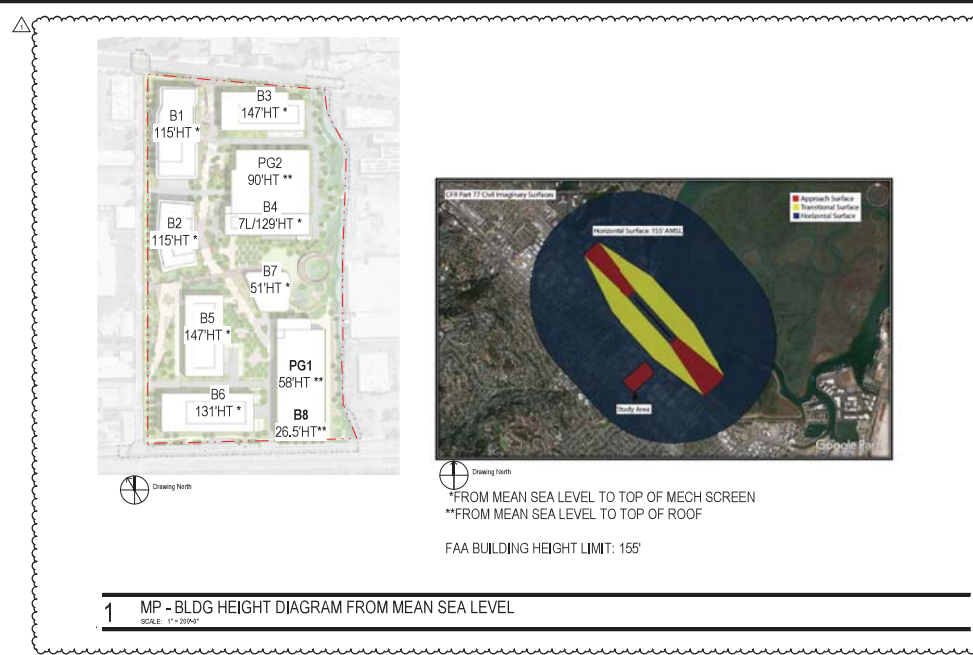 1
B1
115'HT *
B3
147'HT *
PG2
90'HT **
B4
7L/129'HT *
B2
115'HT *
B7
51'HT *
B5
147'HT *
PG1
58'HT **
B6
131'HT *
B8
26.5'HT**
Drawing North
CFR Part 77 Civil Imaginary Surfaces
Approach Surface
Transitional Surface
Horizontal Surface
Horizontal Surface: 155' AMSL
Study Area
Google
Drawing North
*FROM MEAN SEA LEVEL TO TOP OF MECH SCREEN
**FROM MEAN SEA LEVEL TO TOP OF ROOF
FAA BUILDING HEIGHT LIMIT: 155'
1 MP - BLDG HEIGHT DIAGRAM FROM MEAN SEA LEVEL
SCALE: 1" = 200'-0"